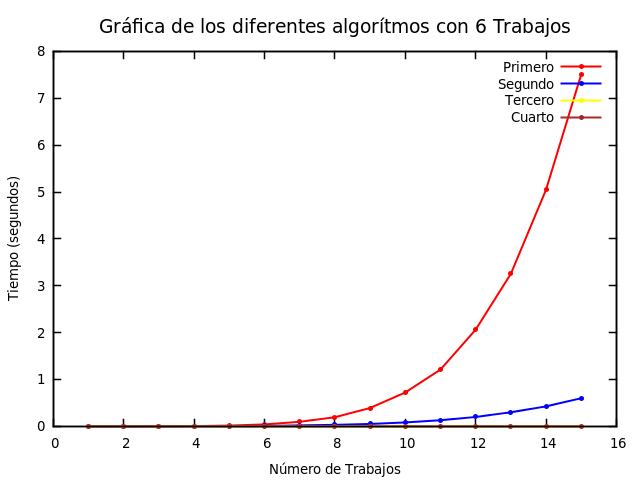 Gráfica de los diferentes algorítmos con 6 Trabajos
8
7
6
5
4
3
2
1
0
Primero
Segundo
Tercero
Cuarto
Tiempo (segundos)
0 2 4 6 8 10 12 14 16
Número de Trabajos